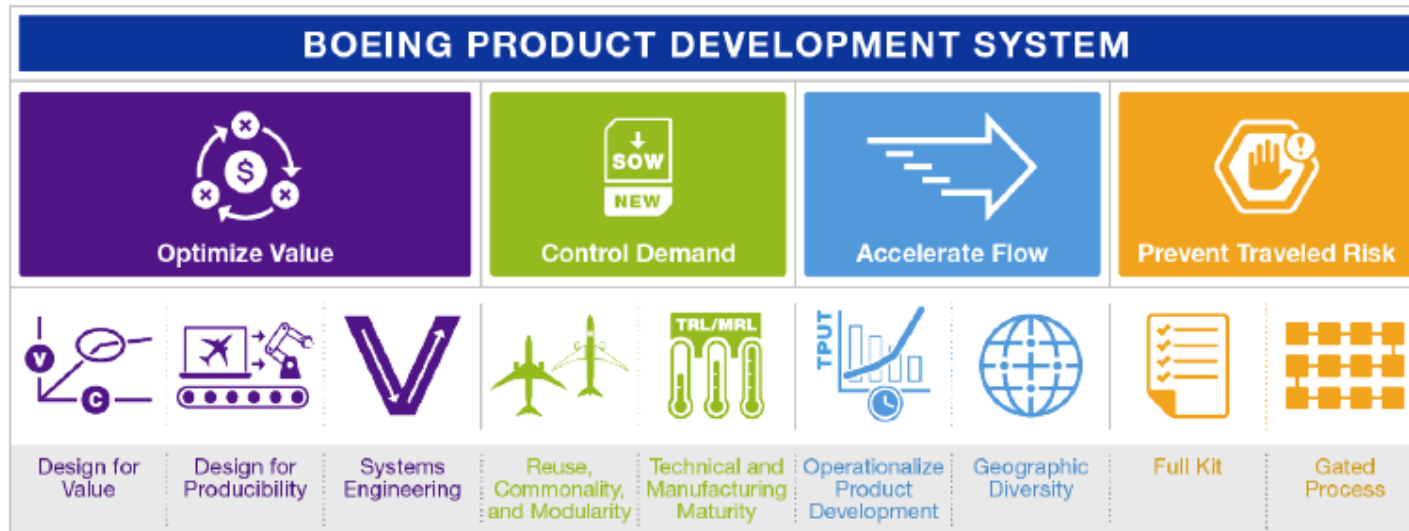 BOEING PRODUCT DEVELOPMENT SYSTEM
$
Optimize Value
SOW
NEW
Control Demand
Accelerate Flow
!
Prevent Traveled Risk
V
C
TRL/MRL
TPUT
Design for
Value
Design for
Producibility
Systems
Engineering
Reuse,
Commonality,
and Modularity
Technical and
Manufacturing
Maturity
Operationalize
Product
Development
Geographic
Diversity
Full Kit
Gated
Process